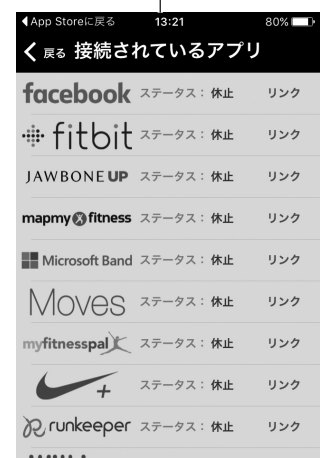 ◀App Storeに戻る 13:21 80%
戻る 接続されているアプリ
facebook ステータス： 休止 リンク
fitbit ステータス： 休止 リンク
JAWBONE UP ステータス： 休止 リンク
mapmyfitness ステータス： 休止 リンク
Microsoft Band ステータス： 休止 リンク
Moves ステータス： 休止 リンク
myfitnesspal ステータス： 休止 リンク
+ ステータス： 休止 リンク
runkeeper ステータス： 休止 リンク